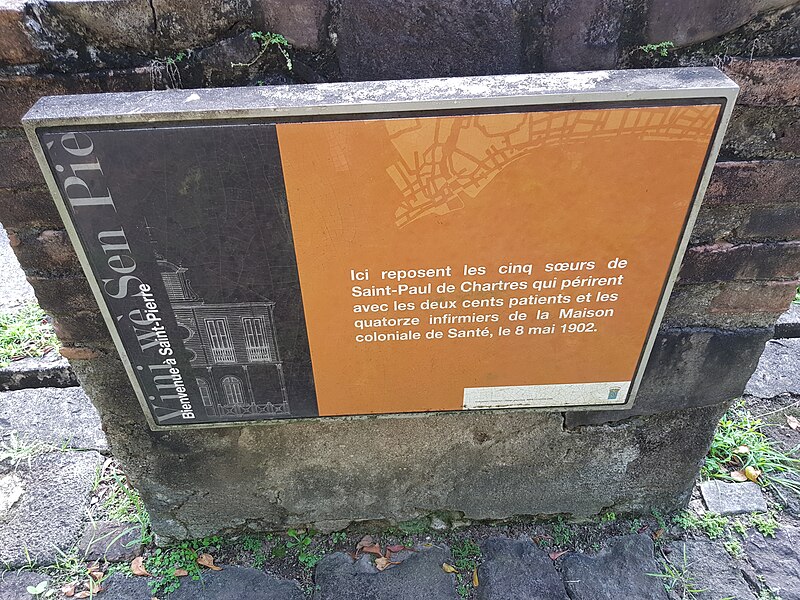 Vini wè Sen Piè
Bienvenue à Saint-Pierre
Ici reposent les cinq sœurs de
Saint-Paul de Chartres qui périrent
avec les deux cents patients et les
quatorze infirmiers de la Maison
coloniale de Santé, le 8 mai 1902.